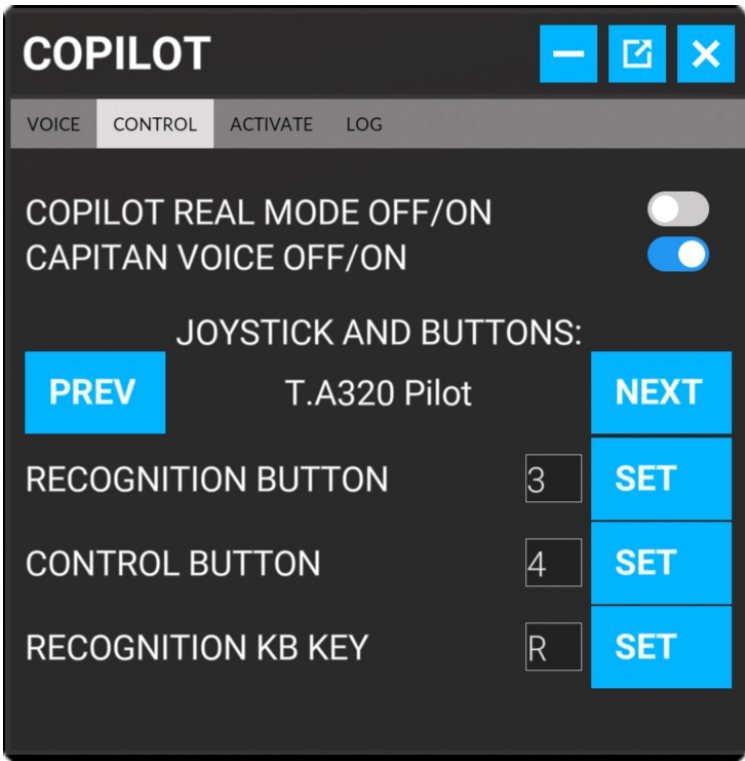 COPILOT
VOICE CONTROL ACTIVATE LOG
COPILOT REAL MODE OFF/ON
CAPITAN VOICE OFF/ON
JOYSTICK AND BUTTONS:
PREV T.A320 Pilot NEXT
RECOGNITION BUTTON 3 SET
CONTROL BUTTON 4 SET
RECOGNITION KB KEY R SET